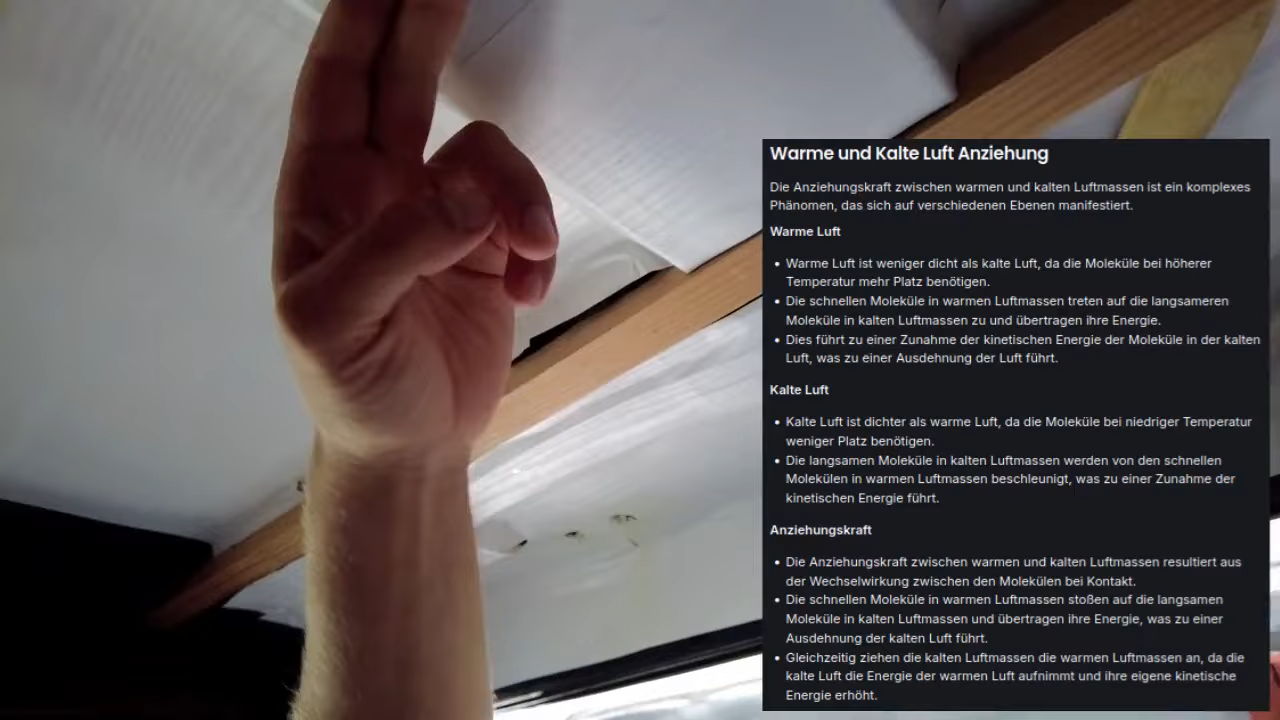 Warme und Kalte Luft Anziehung
Die Anziehungskraft zwischen warmen und kalten Luftmassen ist ein komplexes
Phänomen, das sich auf verschiedenen Ebenen manifestiert.
Warme Luft
• Warme Luft ist weniger dicht als kalte Luft, da die Moleküle bei höherer
Temperatur mehr Platz benötigen.
• Die schnellen Moleküle in warmen Luftmassen treten auf die langsameren
Moleküle in kalten Luftmassen zu und übertragen ihre Energie.
• Dies führt zu einer Zunahme der kinetischen Energie der Moleküle in der kalten
Luft, was zu einer Ausdehnung der Luft führt.
Kalte Luft
• Kalte Luft ist dichter als warme Luft, da die Moleküle bei niedriger Temperatur
weniger Platz benötigen.
• Die langsamen Moleküle in kalten Luftmassen werden von den schnellen
Molekülen in warmen Luftmassen beschleunigt, was zu einer Zunahme der
kinetischen Energie führt.
Anziehungskraft
• Die Anziehungskraft zwischen warmen und kalten Luftmassen resultiert aus
der Wechselwirkung zwischen den Molekülen bei Kontakt.
• Die schnellen Moleküle in warmen Luftmassen stoßen auf die langsamen
Moleküle in kalten Luftmassen und übertragen ihre Energie, was zu einer
Ausdehnung der kalten Luft führt.
• Gleichzeitig ziehen die kalten Luftmassen die warmen Luftmassen an, da die
kalte Luft die Energie der warmen Luft aufnimmt und ihre eigene kinetische
Energie erhöht.